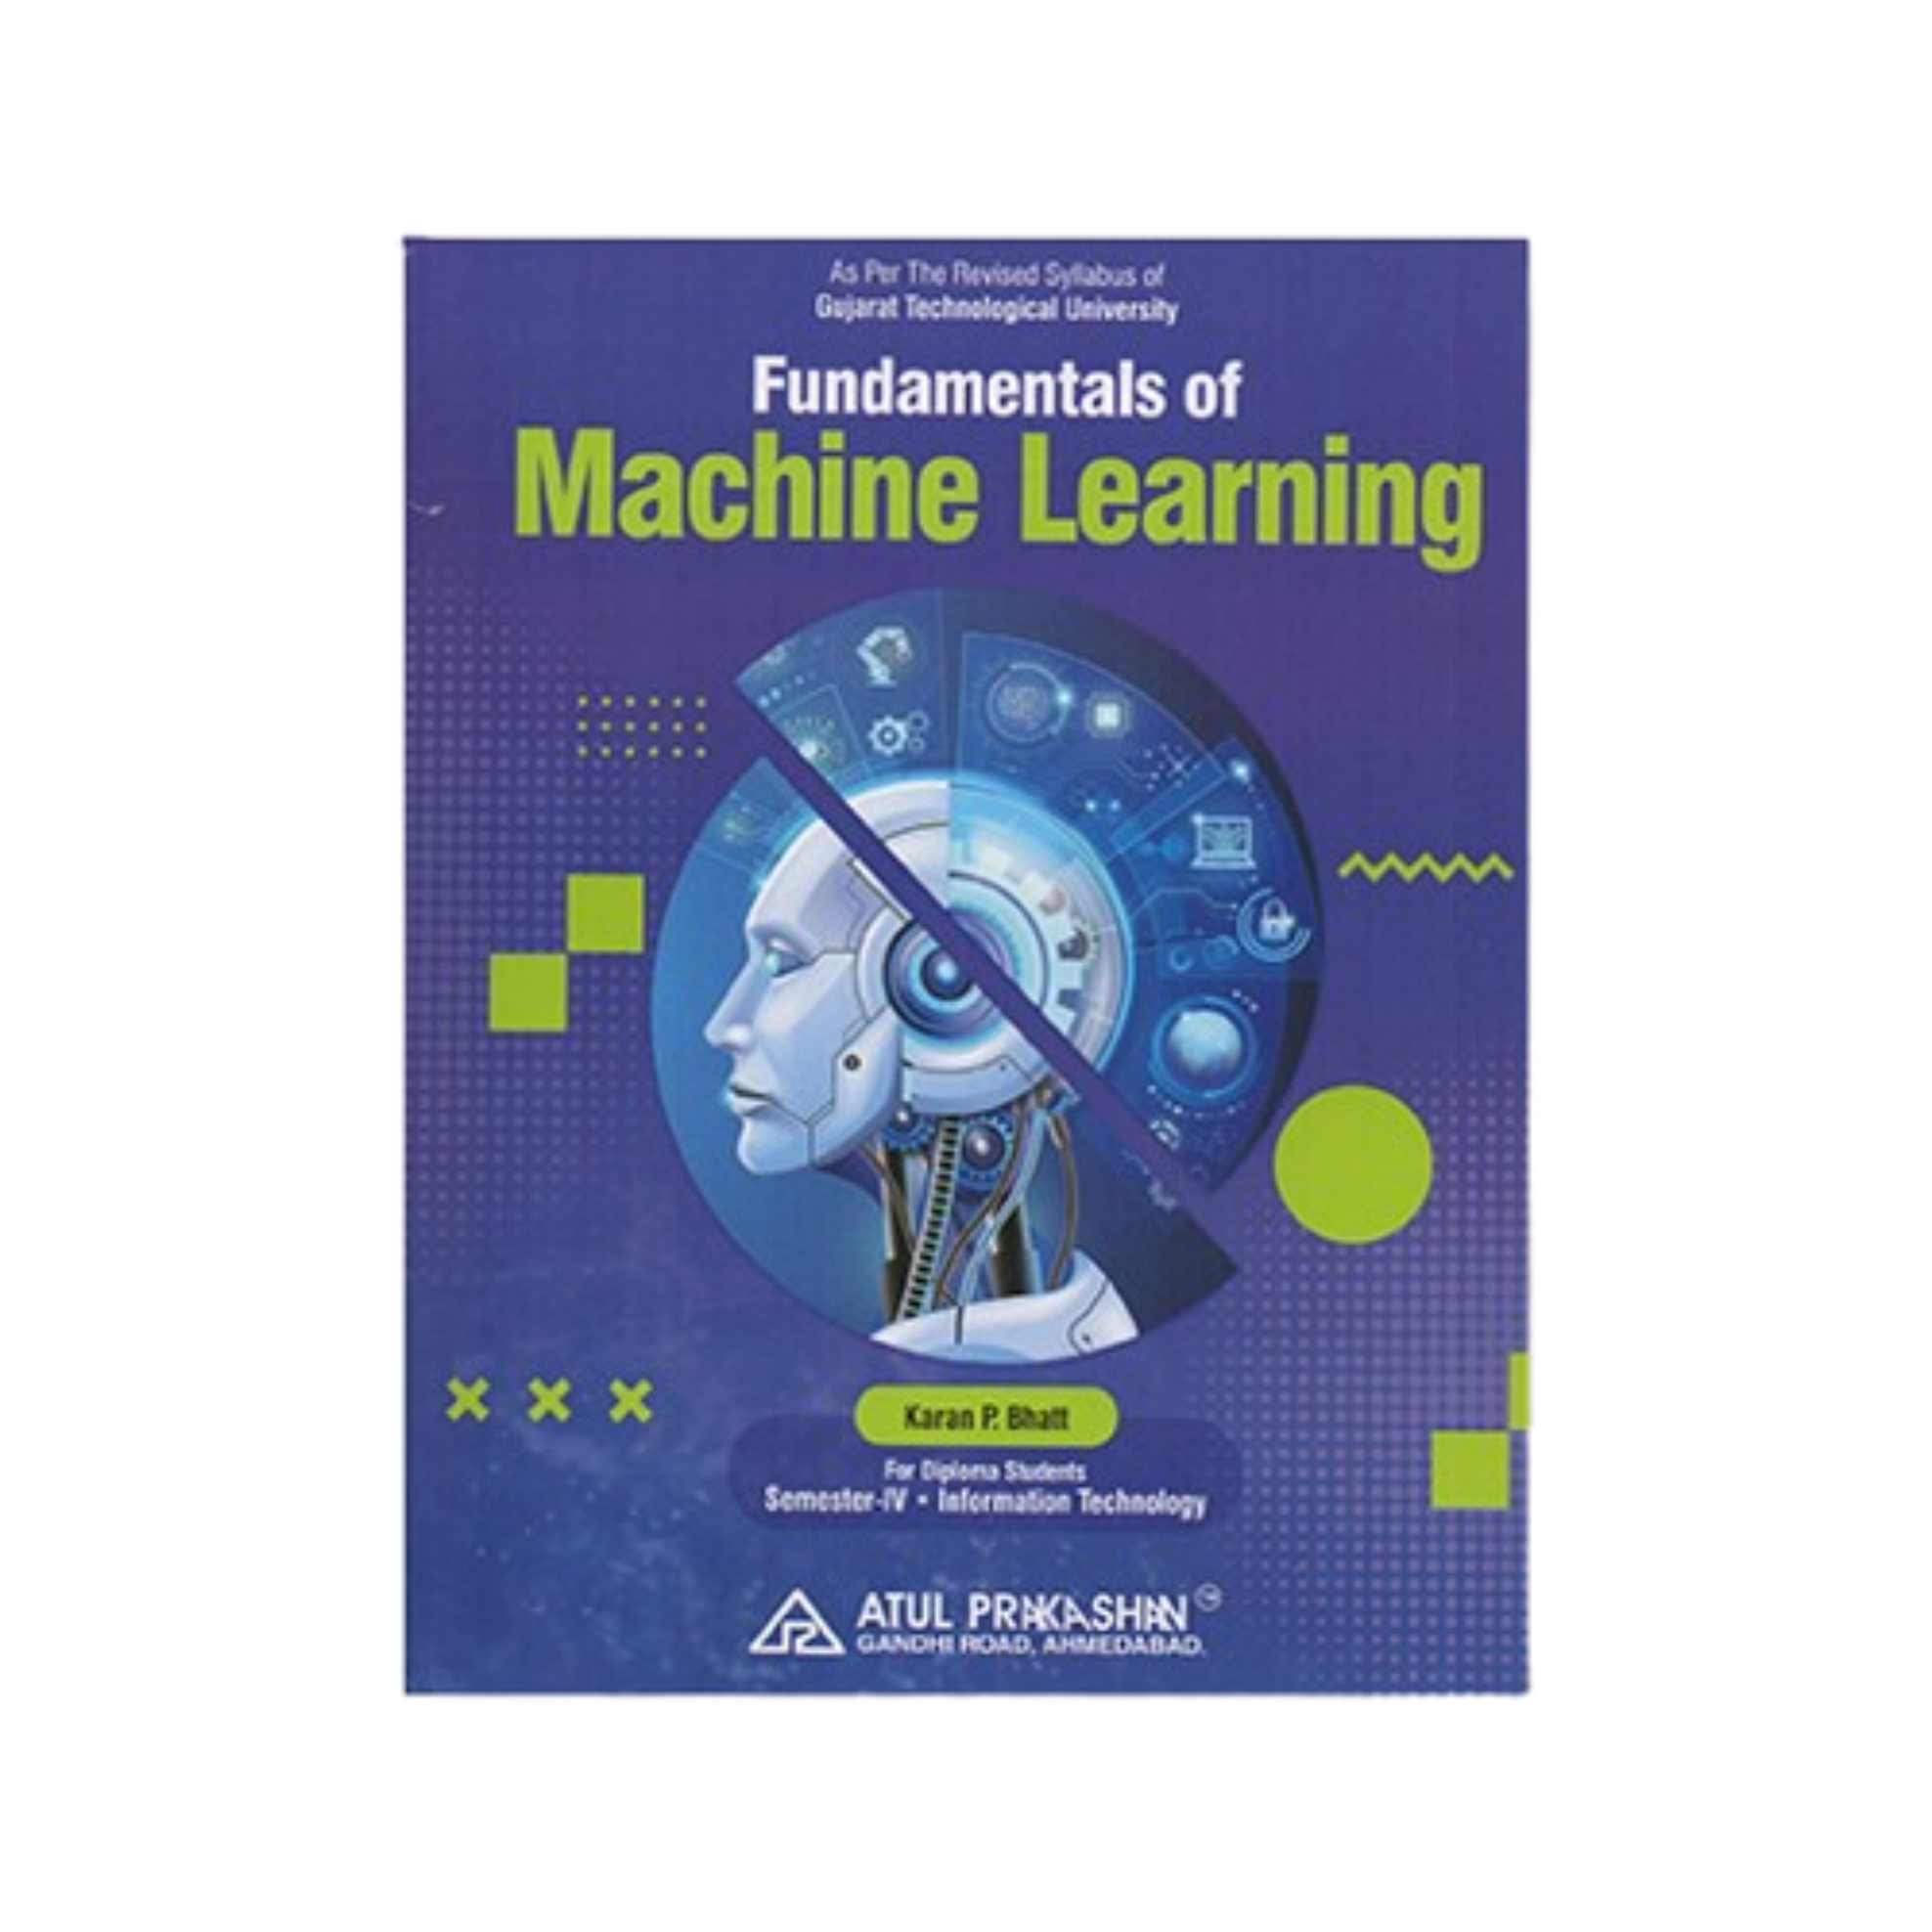 As Per The Revised Syllabus of
Gujarat Technological University
Fundamentals of
Machine Learning
Karan P. Bhatt
For Diploma Students
Semester-IV • Information Technology
ATUL PRAKASHAN
GANDHI ROAD, AHMEDABAD.